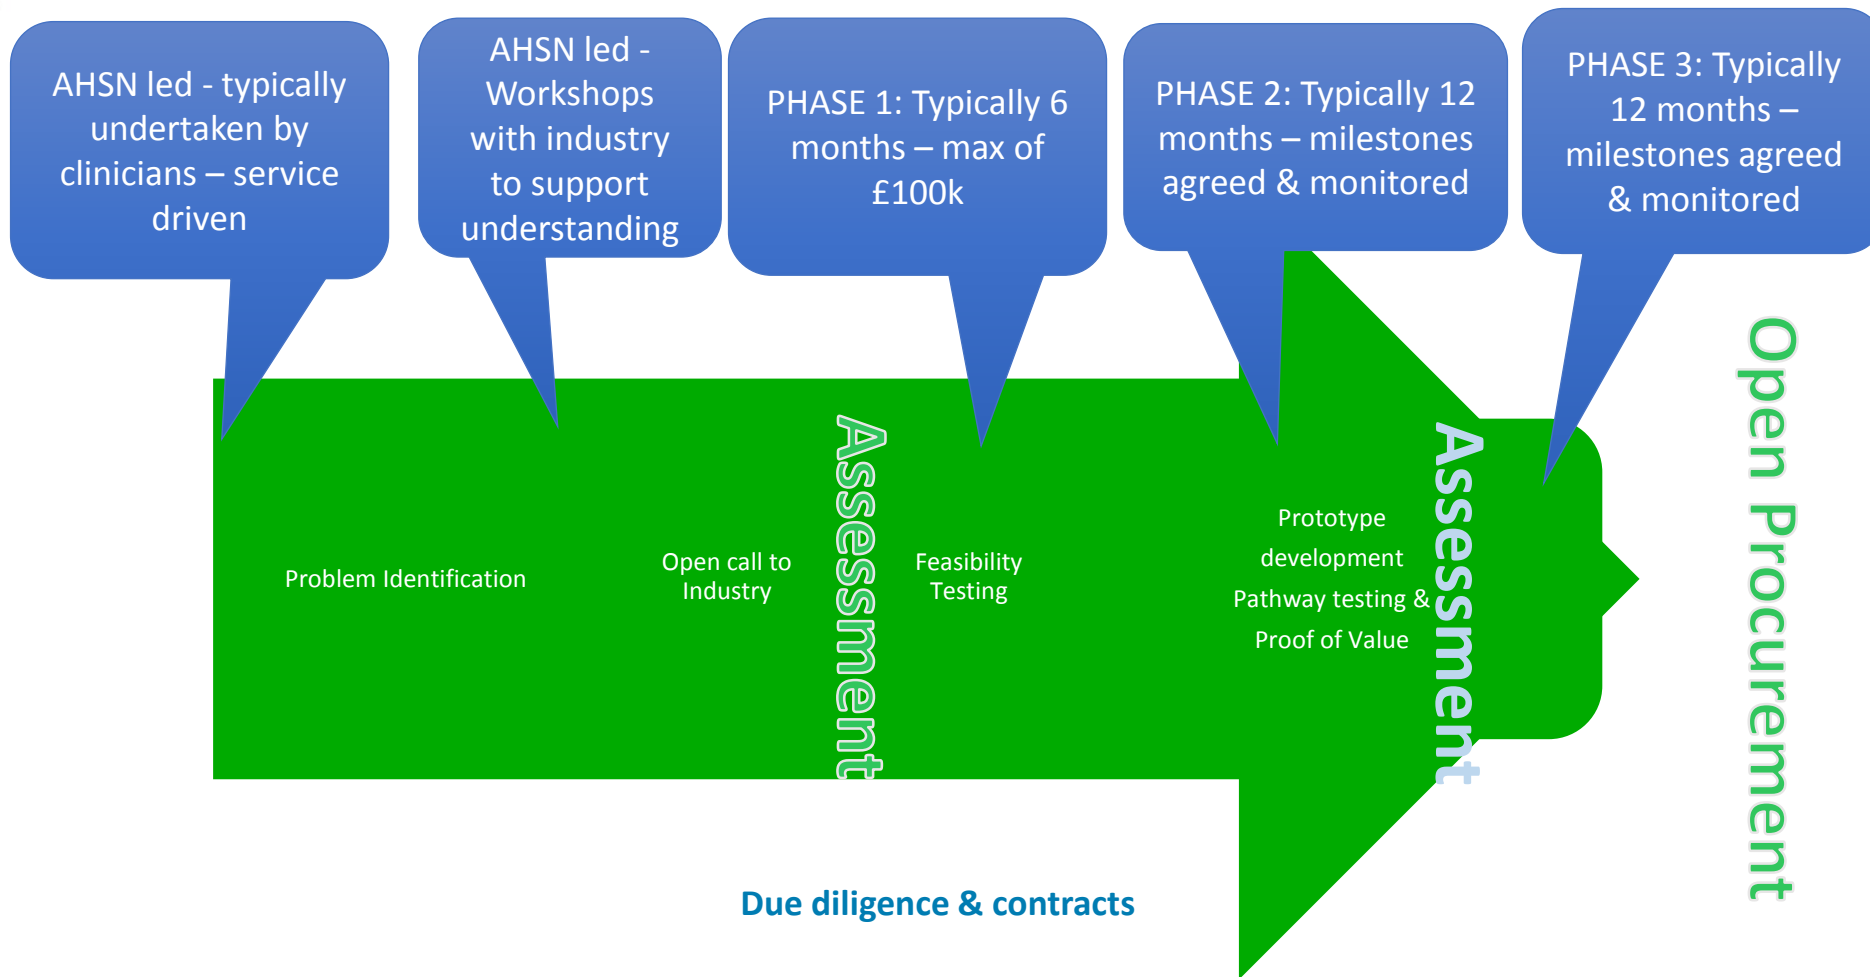 AHSN led - typically
undertaken by
clinicians – service
driven
AHSN led -
Workshops
with industry
to support
understanding
PHASE 1: Typically 6
months – max of
£100k
PHASE 2: Typically 12
months – milestones
agreed & monitored
PHASE 3: Typically
12 months –
milestones agreed
& monitored
Problem Identification
Open call to
Industry
Assessment
Feasibility
Testing
Prototype
development
Pathway testing &
Proof of Value
Assessment
Open Procurement
Due diligence & contracts